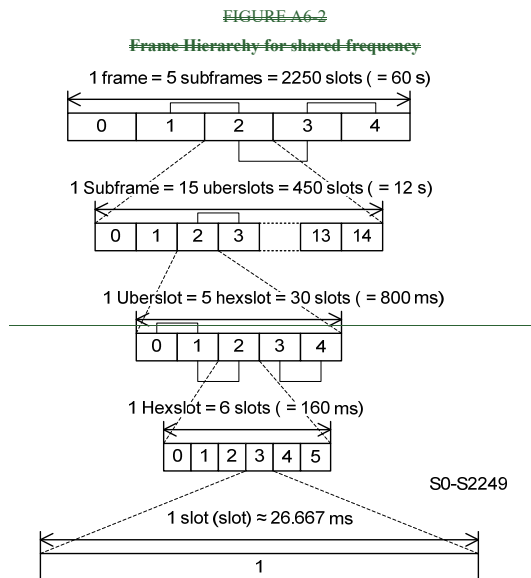 FIGURE A6-2
Frame Hierarchy for shared frequency
1 frame = 5 subframes = 2250 slots ( = 60 s)
0 1 2 3 4
1 Subframe = 15 uberslots = 450 slots ( = 12 s)
0 1 2 3 13 14
1 Uberslot = 5 hexslot = 30 slots ( = 800 ms)
0 1 2 3 4
1 Hexslot = 6 slots ( = 160 ms)
0 1 2 3 4 5
S0-S2249
1 slot (slot) ≈ 26.667 ms
1